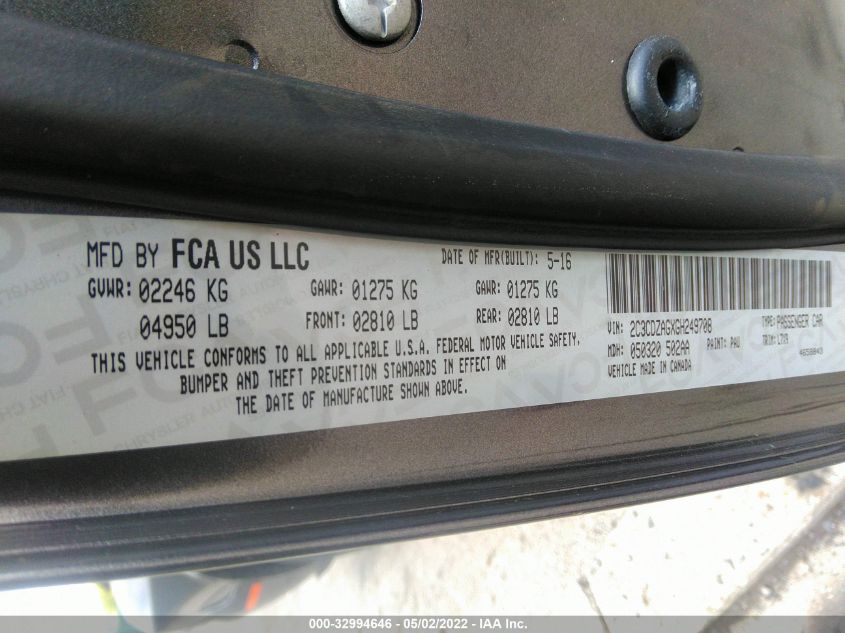 MFD BY FCA US LLC
DATE OF MFR(BUILT): 5-16
GVWR: 02246 KG
GAWR: 01275 KG
GAWR: 01275 KG
04950 LB
FRONT: 02810 LB
REAR: 02810 LB
THIS VEHICLE CONFORMS TO ALL APPLICABLE U.S.A. FEDERAL MOTOR VEHICLE SAFETY,
BUMPER AND THEFT PREVENTION STANDARDS IN EFFECT ON
THE DATE OF MANUFACTURE SHOWN ABOVE.
VIN: 2C3CDZAGXGH249708
TYPE: PASSENGER CAR
MDH: 050320 502AA
PAINT: PAU
TRIM: L7X9
VEHICLE MADE IN CANADA
000-32994646 - 05/02/2022 - IAA Inc.